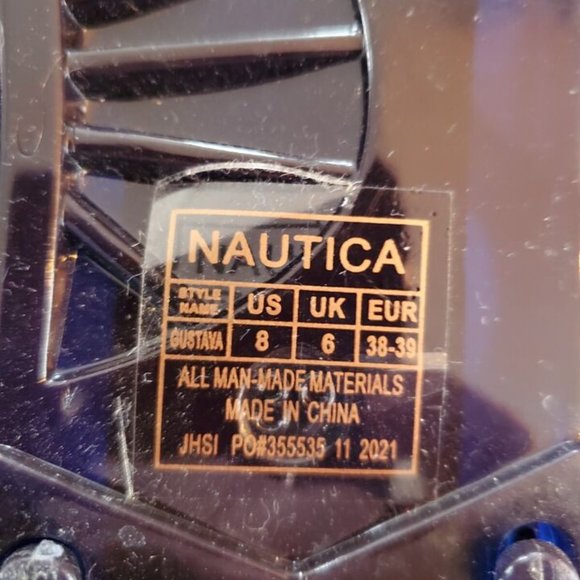 NAUTICA
STYLE NAME US UK EUR
GUSTAVA 8 6 38-39
ALL MAN-MADE MATERIALS
MADE IN CHINA
JHSI PO#355535 11 2021